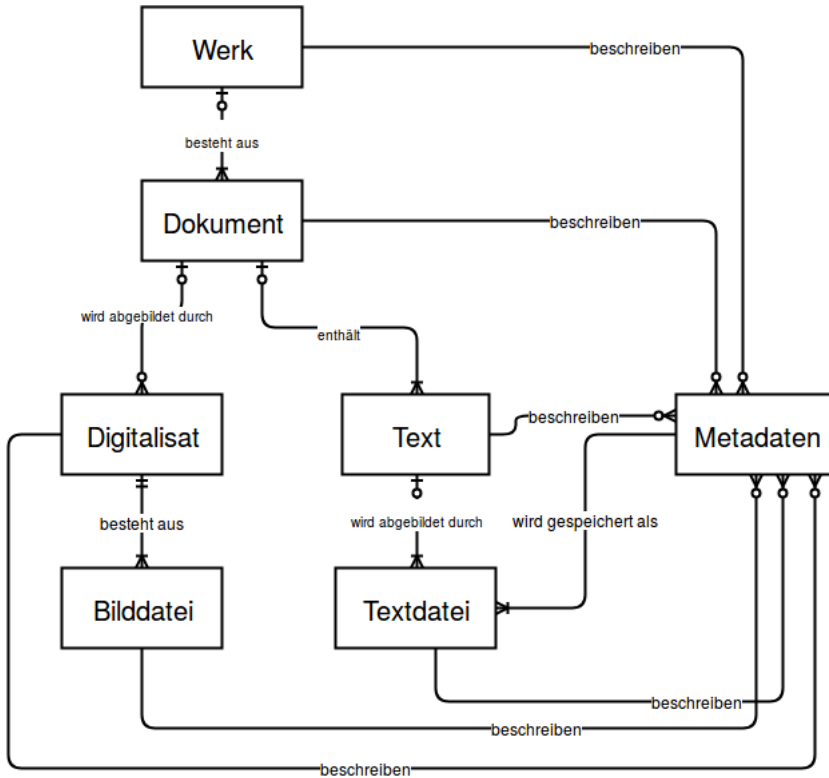 Werk
beschreiben
besteht aus
Dokument
beschreiben
wird abgebildet durch
enthält
Digitalisat
Text
beschreiben
Metadaten
besteht aus
wird abgebildet durch
wird gespeichert als
Bilddatei
Textdatei
beschreiben
beschreiben
beschreiben